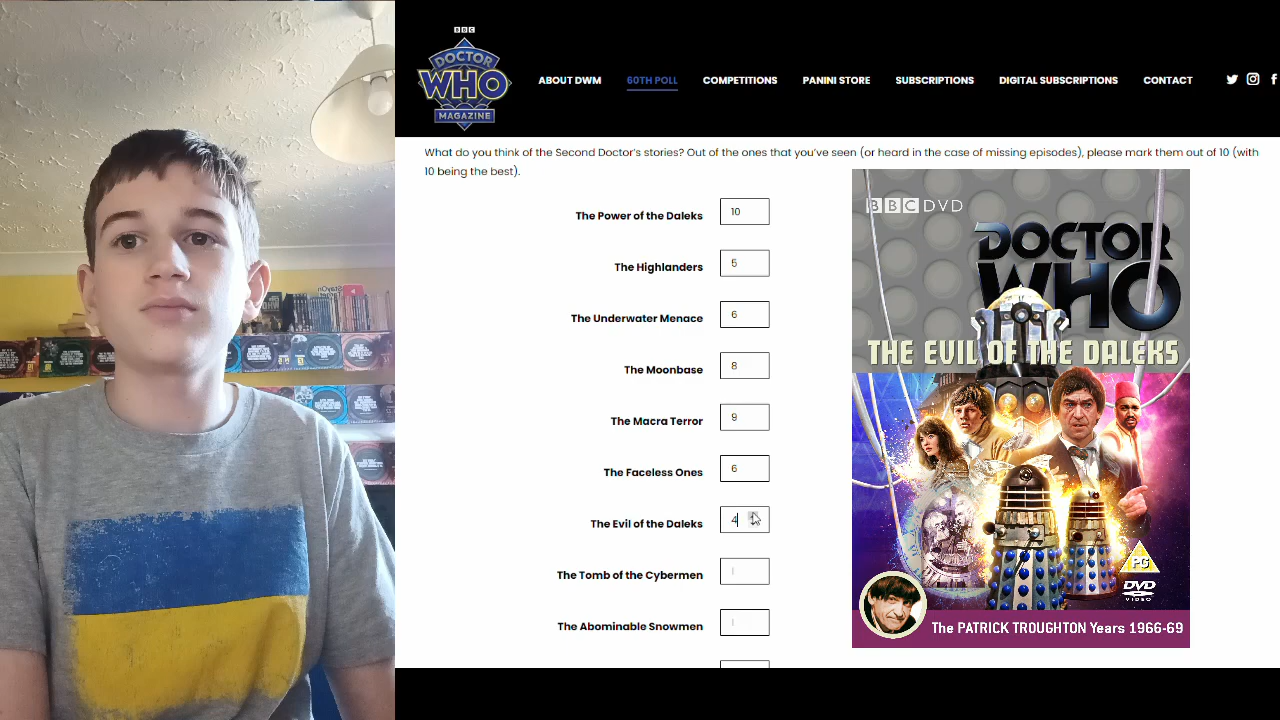 BBC
DOCTOR
WHO
MAGAZINE
ABOUT DWM
60TH POLL
COMPETITIONS
PANINI STORE
SUBSCRIPTIONS
DIGITAL SUBSCRIPTIONS
CONTACT
What do you think of the Second Doctor's stories? Out of the ones that you've seen (or heard in the case of missing episodes), please mark them out of 10 (with
10 being the best).
The Power of the Daleks 10
The Highlanders 5
The Underwater Menace 6
The Moonbase 8
The Macra Terror 9
The Faceless Ones 6
The Evil of the Daleks 4
The Tomb of the Cybermen
The Abominable Snowmen
BBC DVD
DOCTOR
WHO
THE EVIL OF THE DALEKS
PG
DVD
VIDEO
The PATRICK TROUGHTON Years 1966-69